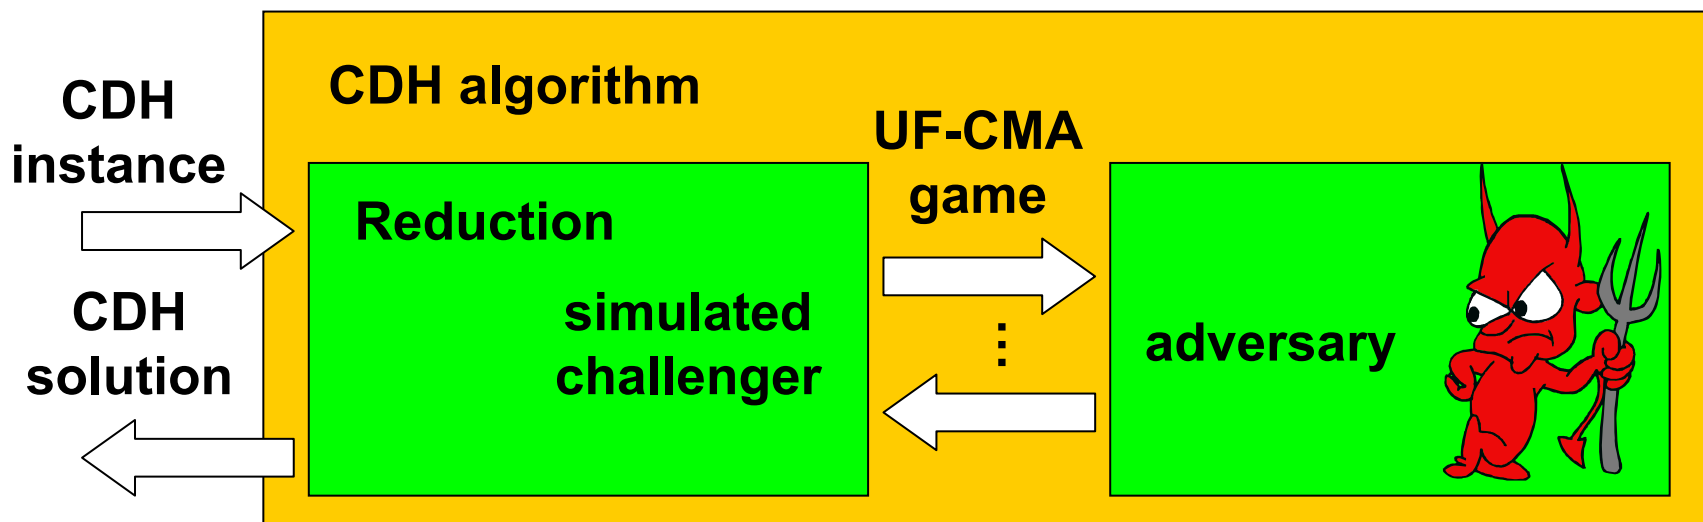 CDH
instance
CDH
solution
CDH algorithm
Reduction
simulated
challenger
UF-CMA
game
⋮
adversary